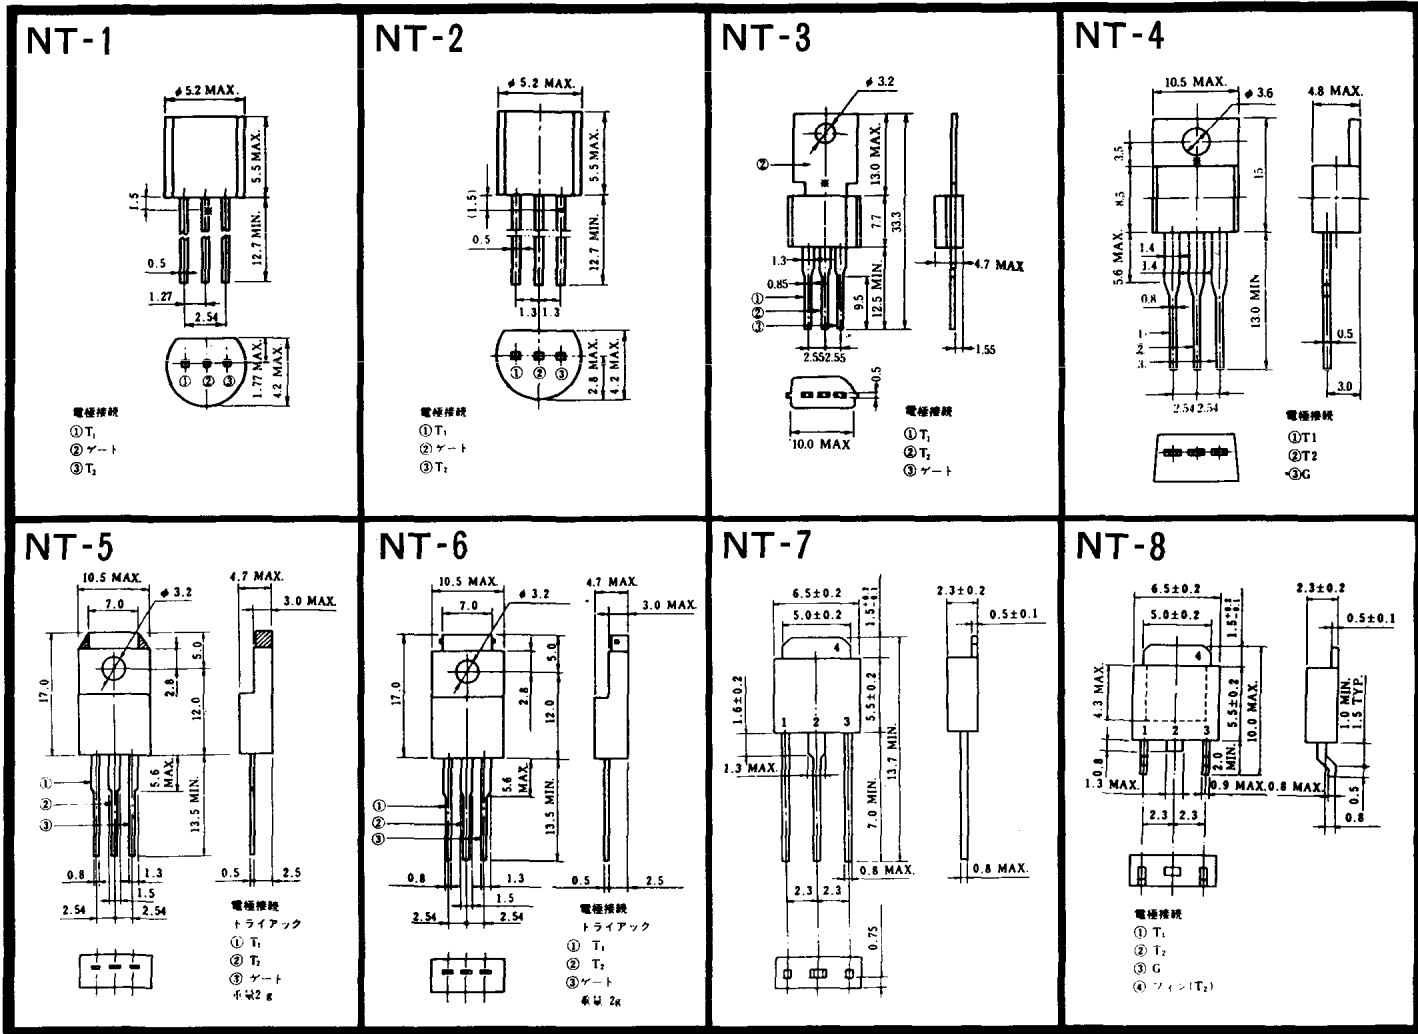 NT-1
φ5.2 MAX.
5.5 MAX.
1.5
12.7 MIN.
0.5
1.27
2.54
① ② ③
1.77 MAX.
4.2 MAX.
電極接続
①T₁
②ゲート
③T₂
NT-2
φ5.2 MAX.
5.5 MAX.
(1.5)
0.5
12.7 MIN.
1.3 1.3
① ② ③
2.8 MAX.
4.2 MAX.
電極接続
①T₁
②ゲート
③T₂
NT-3
φ3.2
②
※
13.0 MAX.
7.7
33.3
1.3
4.7 MAX
0.85
①
②
③
9.5
12.5 MIN.
2.55 2.55
1.55
0.5
10.0 MAX
電極接続
①T₁
②T₂
③ゲート
NT-4
10.5 MAX.
4.8 MAX.
φ3.6
3.5
※
15
8.5
5.6 MAX.
1.4
1.4
0.8
13.0 MIN
1.
2.
3.
0.5
3.0
2.54 2.54
電極接続
①T1
②T2
③G
NT-5
10.5 MAX.
4.7 MAX.
7.0
φ3.2
3.0 MAX.
5.0
17.0
2.8
12.0
5.6 MAX.
13.5 MIN.
①
②
③
0.8
1.3
1.5
0.5
2.5
2.54
2.54
電極接続
トライアック
① T₁
② T₂
③ ゲート
重量2g
NT-6
10.5 MAX.
4.7 MAX.
7.0
φ3.2
3.0 MAX.
5.0
17.0
2.8
12.0
5.6 MAX.
13.5 MIN.
①
②
③
0.8
1.3
1.5
0.5
2.5
2.54
2.54
電極接続
トライアック
① T₁
② T₂
③ゲート
重量 2g
NT-7
6.5±0.2
5.0±0.2
2.3±0.2
0.5±0.1
4
1.6±0.2
5.5±0.2
1 2 3
13.7 MIN.
1.3 MAX.
7.0 MIN.
0.8 MAX.
0.8 MAX.
2.3 2.3
0.75
NT-8
6.5±0.2
5.0±0.2
2.3±0.2
0.5±0.1
4
4.3 MAX.
5.5±0.2
10.0 MAX.
1.0 MIN.
1.5 TYP.
1 2 3
0.8
2.0 MIN.
1.3 MAX.
0.9 MAX.
0.8 MAX.
0.5
0.8
2.3 2.3
電極接続
① T₁
② T₂
③ G
④ フィン(T₂)